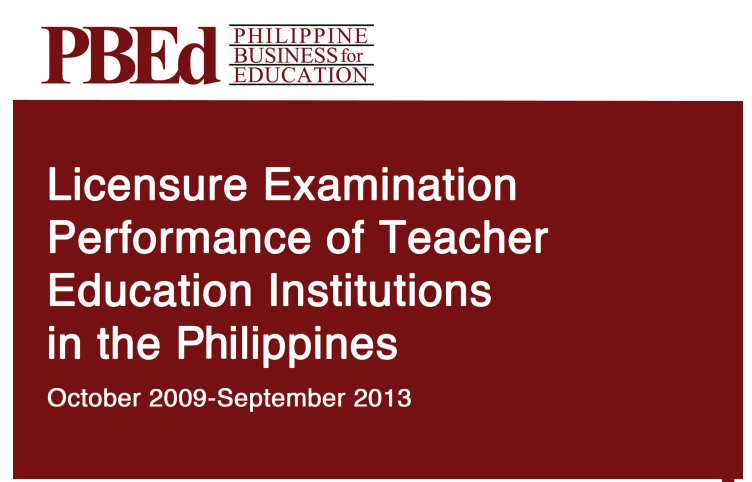 PBEd
PHILIPPINE
BUSINESS for
EDUCATION
Licensure Examination
Performance of Teacher
Education Institutions
in the Philippines
October 2009-September 2013